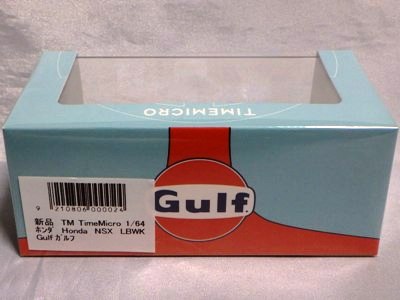 TIMEMICRO
Gulf
9 210806 000024
新品 TM TimeMicro 1/64
ホンダ Honda NSX LBWK
Gulf ガルフ